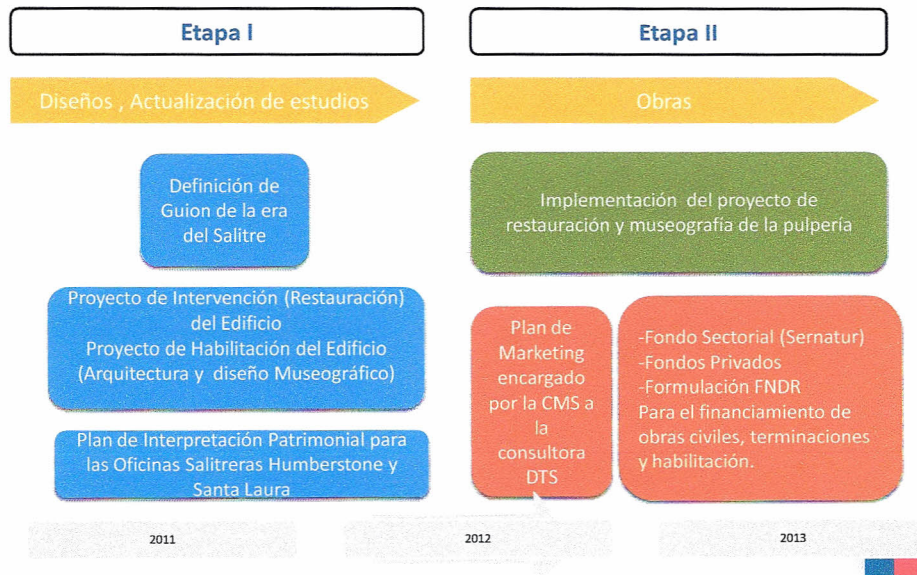 Etapa I
Diseños , Actualización de estudios
Definición de
Guion de la era
del Salitre
Proyecto de Intervención (Restauración)
del Edificio
Proyecto de Habilitación del Edificio
(Arquitectura y diseño Museográfico)
Plan de Interpretación Patrimonial para
las Oficinas Salitreras Humberstone y
Santa Laura
Etapa II
Obras
Implementación del proyecto de
restauración y museografía de la pulpería
Plan de
Marketing
encargado
por la CMS a
la
consultora
DTS
-Fondo Sectorial (Sernatur)
-Fondos Privados
-Formulación FNDR
Para el financiamiento de
obras civiles, terminaciones
y habilitación.
2011
2012
2013